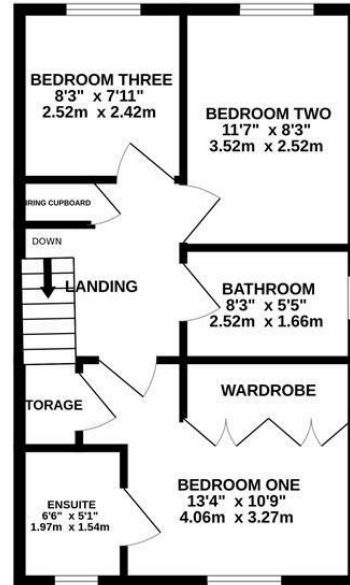 BEDROOM THREE
8'3" x 7'11"
2.52m x 2.42m
BEDROOM TWO
11'7" x 8'3"
3.52m x 2.52m
IRING CUPBOARD
DOWN
LANDING
BATHROOM
8'3" x 5'5"
2.52m x 1.66m
WARDROBE
TORAGE
BEDROOM ONE
13'4" x 10'9"
4.06m x 3.27m
ENSUITE
6'6" x 5'1"
1.97m x 1.54m